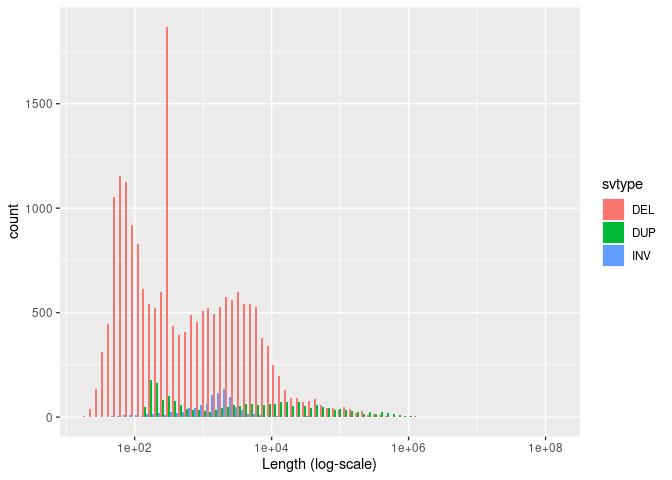 1500
1000
500
0
count
1e+02
1e+04
1e+06
1e+08
Length (log-scale)
svtype
DEL
DUP
INV